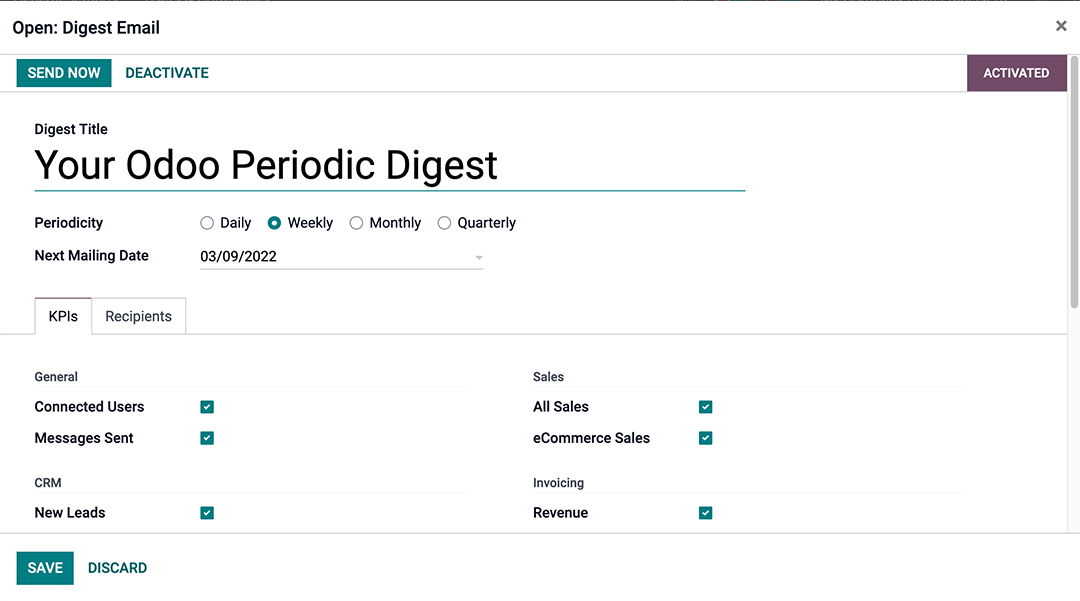 Open: Digest Email
SEND NOW DEACTIVATE ACTIVATED
Digest Title
Your Odoo Periodic Digest
Periodicity Daily Weekly Monthly Quarterly
Next Mailing Date 03/09/2022
KPIs Recipients
General Sales
Connected Users All Sales
Messages Sent eCommerce Sales
CRM Invoicing
New Leads Revenue
SAVE DISCARD